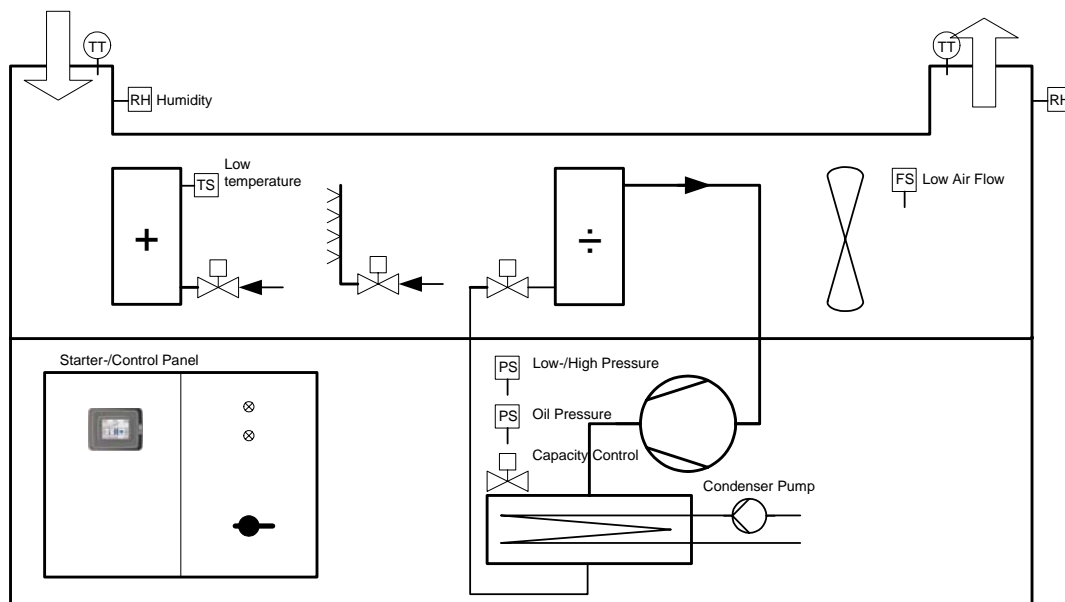 TT
TT
RH Humidity
RH
Low
temperature
TS
FS Low Air Flow
+
÷
Starter-/Control Panel
PS Low-/High Pressure
PS Oil Pressure
Capacity Control
Condenser Pump